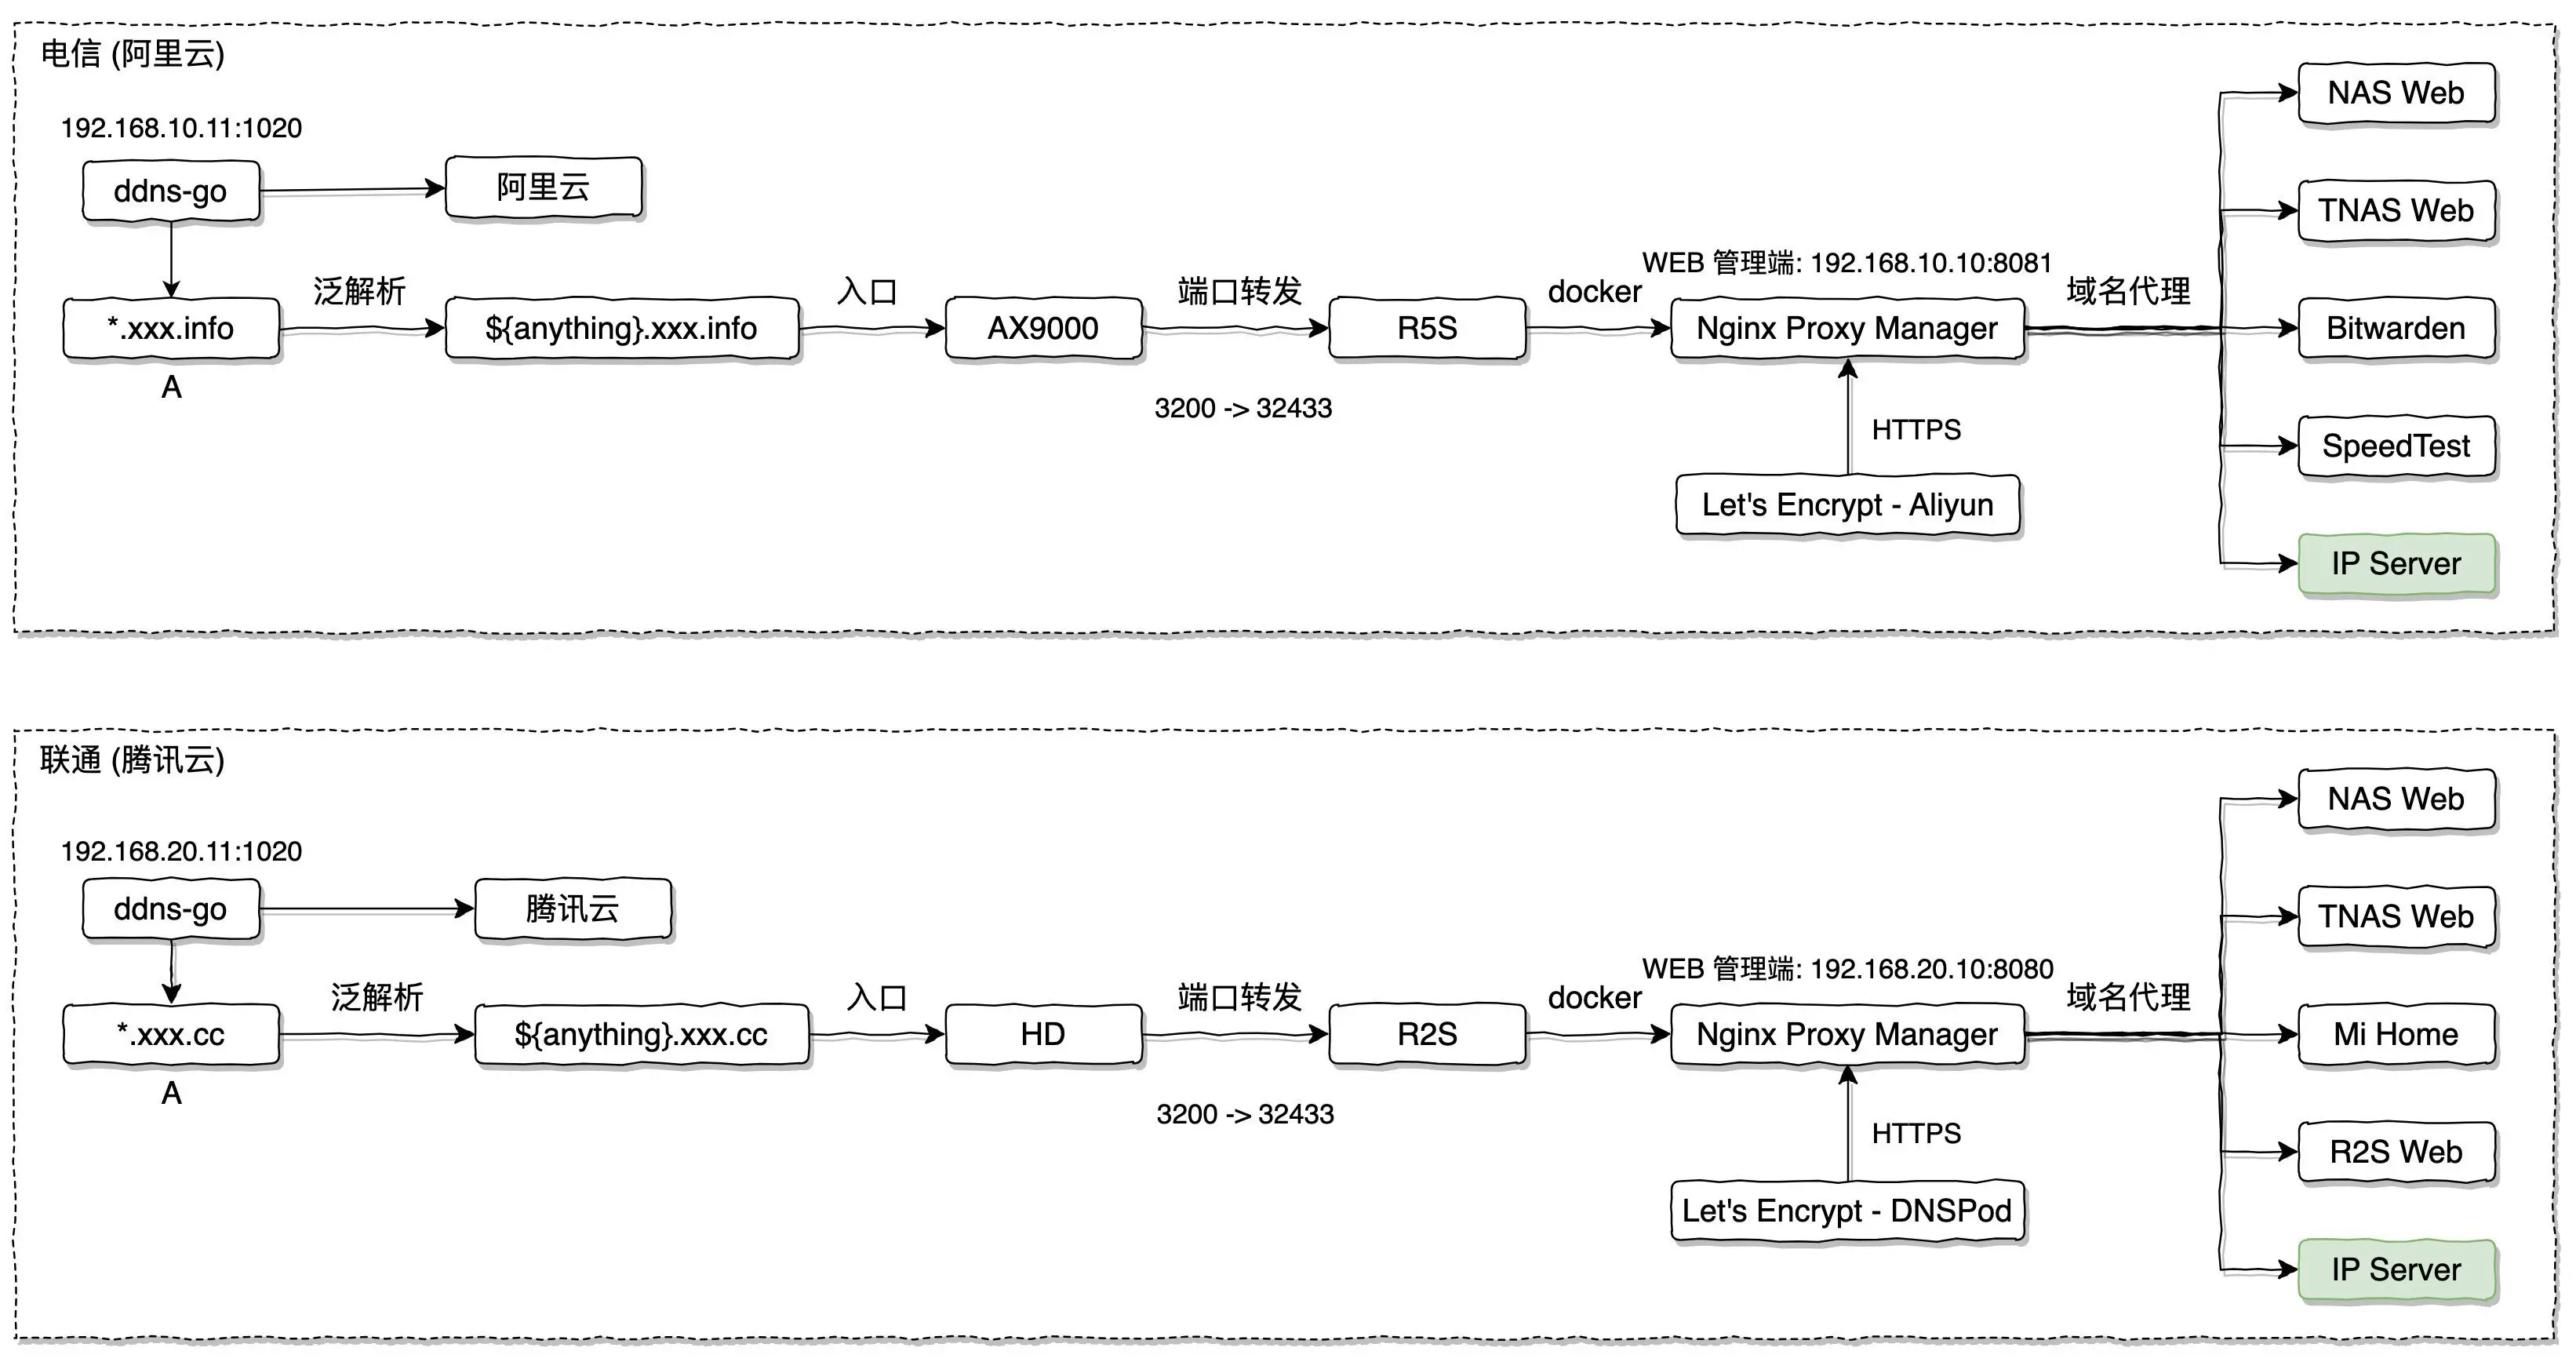 电信 (阿里云)
192.168.10.11:1020
ddns-go
阿里云
*.xxx.info
A
泛解析
${anything}.xxx.info
入口
AX9000
端口转发
3200 -> 32433
R5S
docker
WEB 管理端: 192.168.10.10:8081
Nginx Proxy Manager
HTTPS
Let's Encrypt - Aliyun
域名代理
NAS Web
TNAS Web
Bitwarden
SpeedTest
IP Server
联通 (腾讯云)
192.168.20.11:1020
ddns-go
腾讯云
*.xxx.cc
A
泛解析
${anything}.xxx.cc
入口
HD
端口转发
3200 -> 32433
R2S
docker
WEB 管理端: 192.168.20.10:8080
Nginx Proxy Manager
HTTPS
Let's Encrypt - DNSPod
域名代理
NAS Web
TNAS Web
Mi Home
R2S Web
IP Server